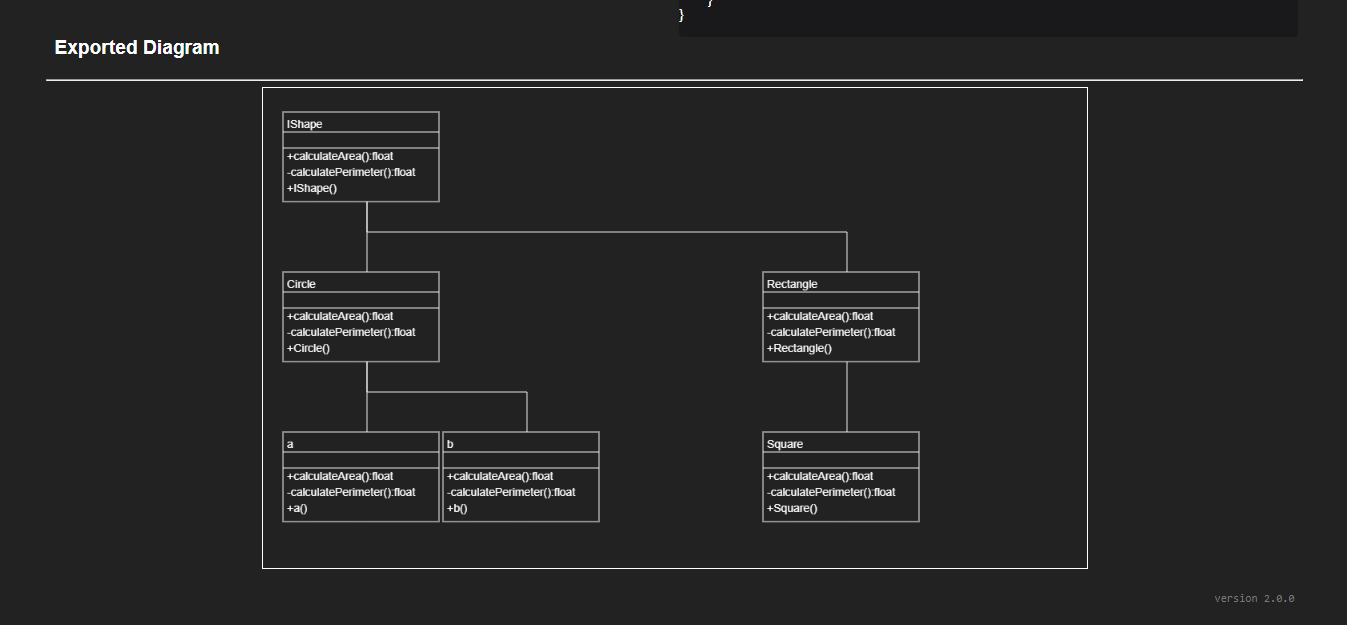 }
}
Exported Diagram
IShape
+calculateArea():float
-calculatePerimeter():float
+IShape()
Circle
+calculateArea():float
-calculatePerimeter():float
+Circle()
Rectangle
+calculateArea():float
-calculatePerimeter():float
+Rectangle()
a
+calculateArea():float
-calculatePerimeter():float
+a()
b
+calculateArea():float
-calculatePerimeter():float
+b()
Square
+calculateArea():float
-calculatePerimeter():float
+Square()
version 2.0.0